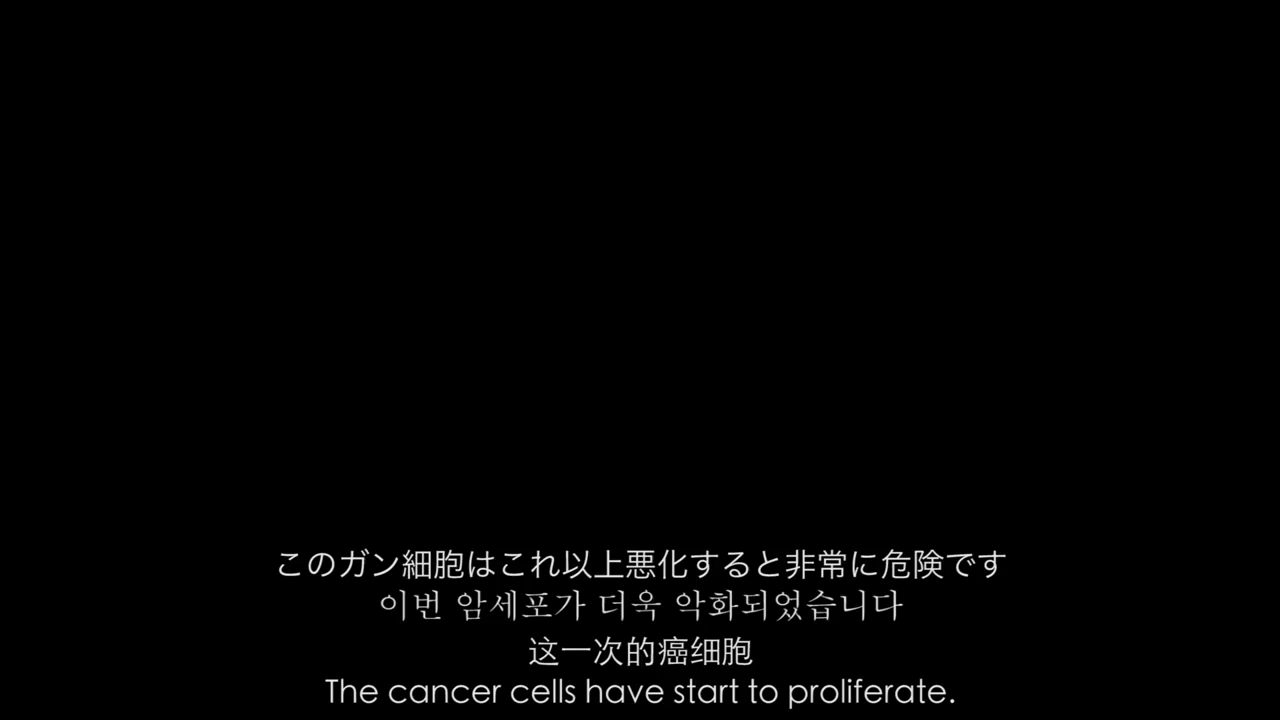 このガン細胞はこれ以上悪化すると非常に危険です
이번 암세포가 더욱 악화되었습니다
这一次的癌细胞
The cancer cells have start to proliferate.